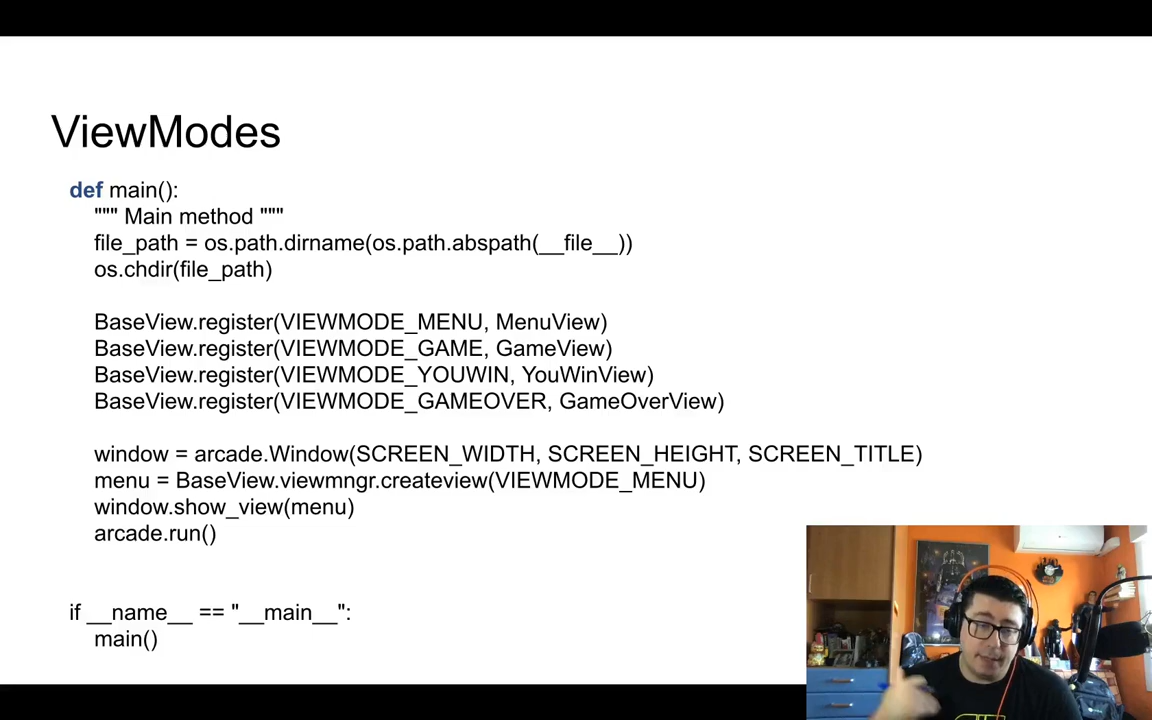 ViewModes
def main():
""" Main method """
file_path = os.path.dirname(os.path.abspath(__file__))
os.chdir(file_path)
BaseView.register(VIEWMODE_MENU, MenuView)
BaseView.register(VIEWMODE_GAME, GameView)
BaseView.register(VIEWMODE_YOUWIN, YouWinView)
BaseView.register(VIEWMODE_GAMEOVER, GameOverView)
window = arcade.Window(SCREEN_WIDTH, SCREEN_HEIGHT, SCREEN_TITLE)
menu = BaseView.viewmngr.createview(VIEWMODE_MENU)
window.show_view(menu)
arcade.run()
if __name__ == "__main__":
main()